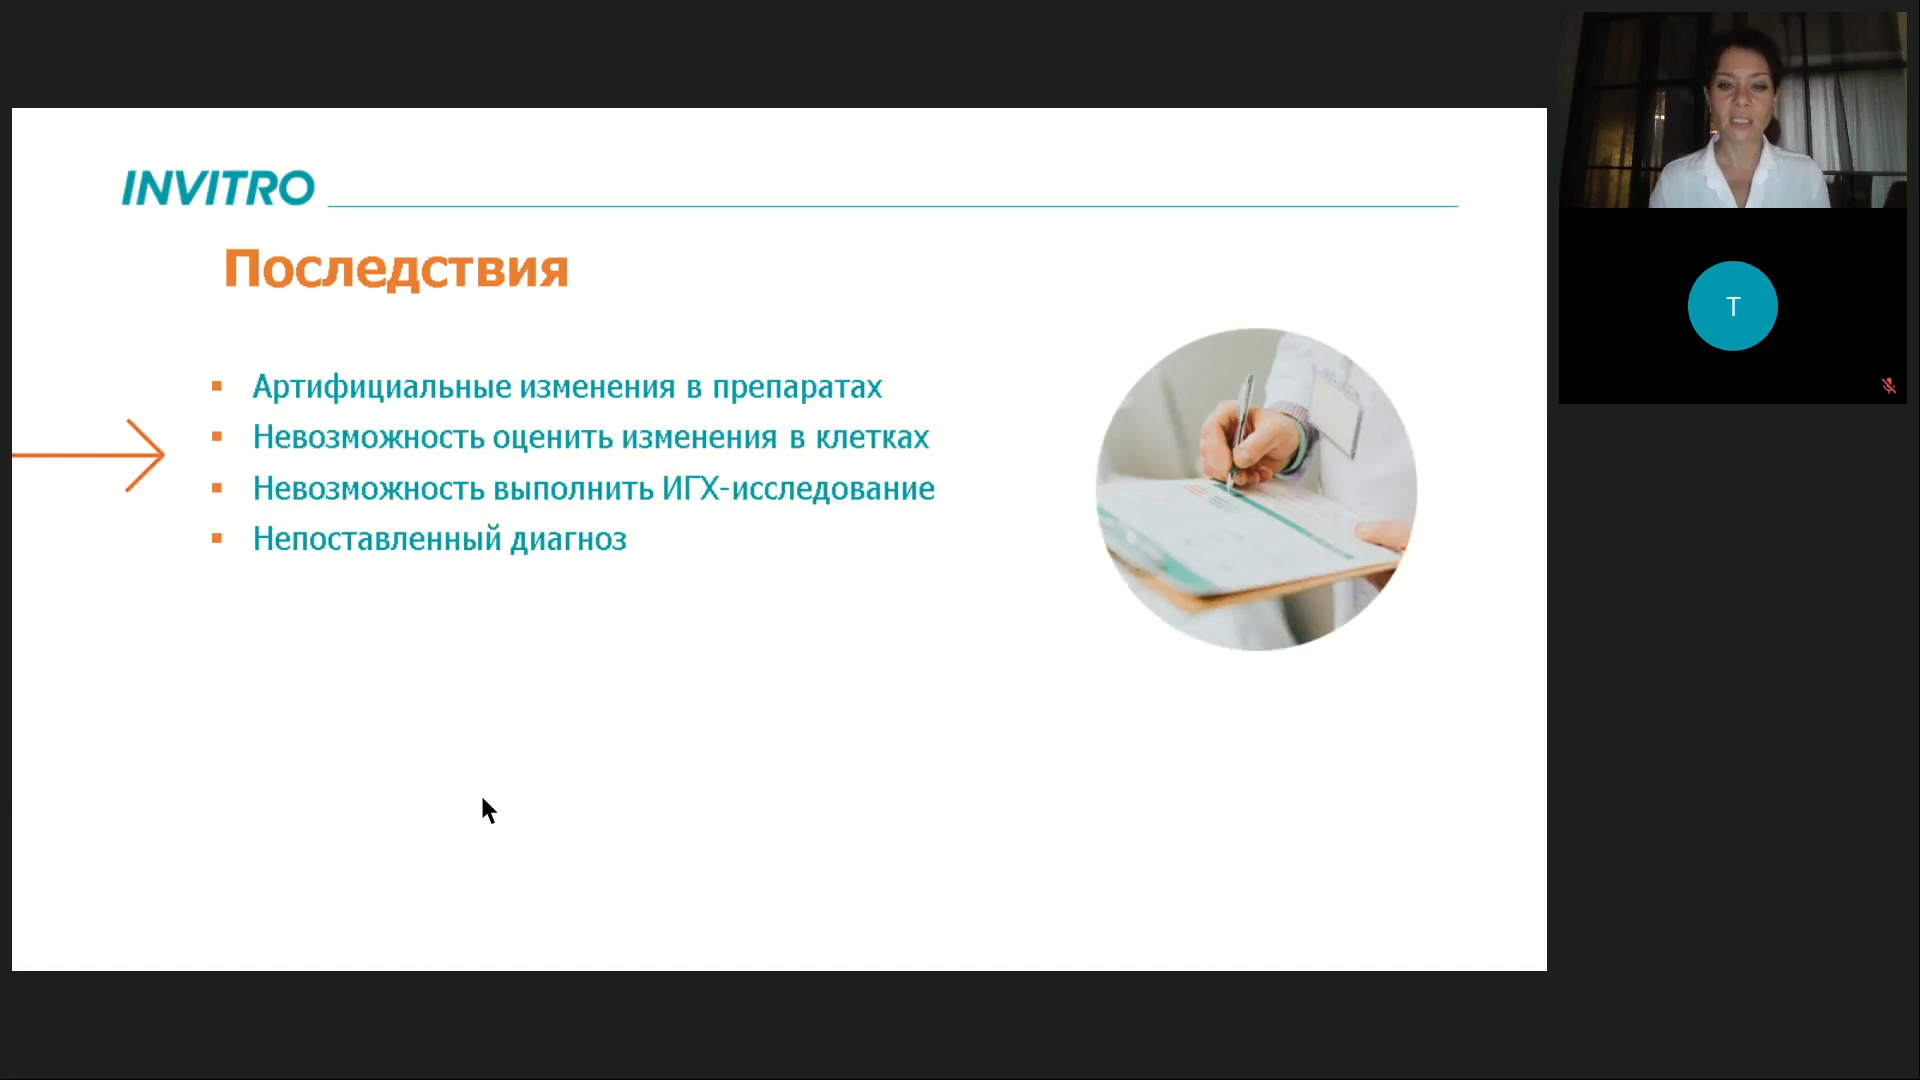 INVITRO
Последствия
Артифициальные изменения в препаратах
Невозможность оценить изменения в клетках
Невозможность выполнить ИГХ-исследование
Непоставленный диагноз
T